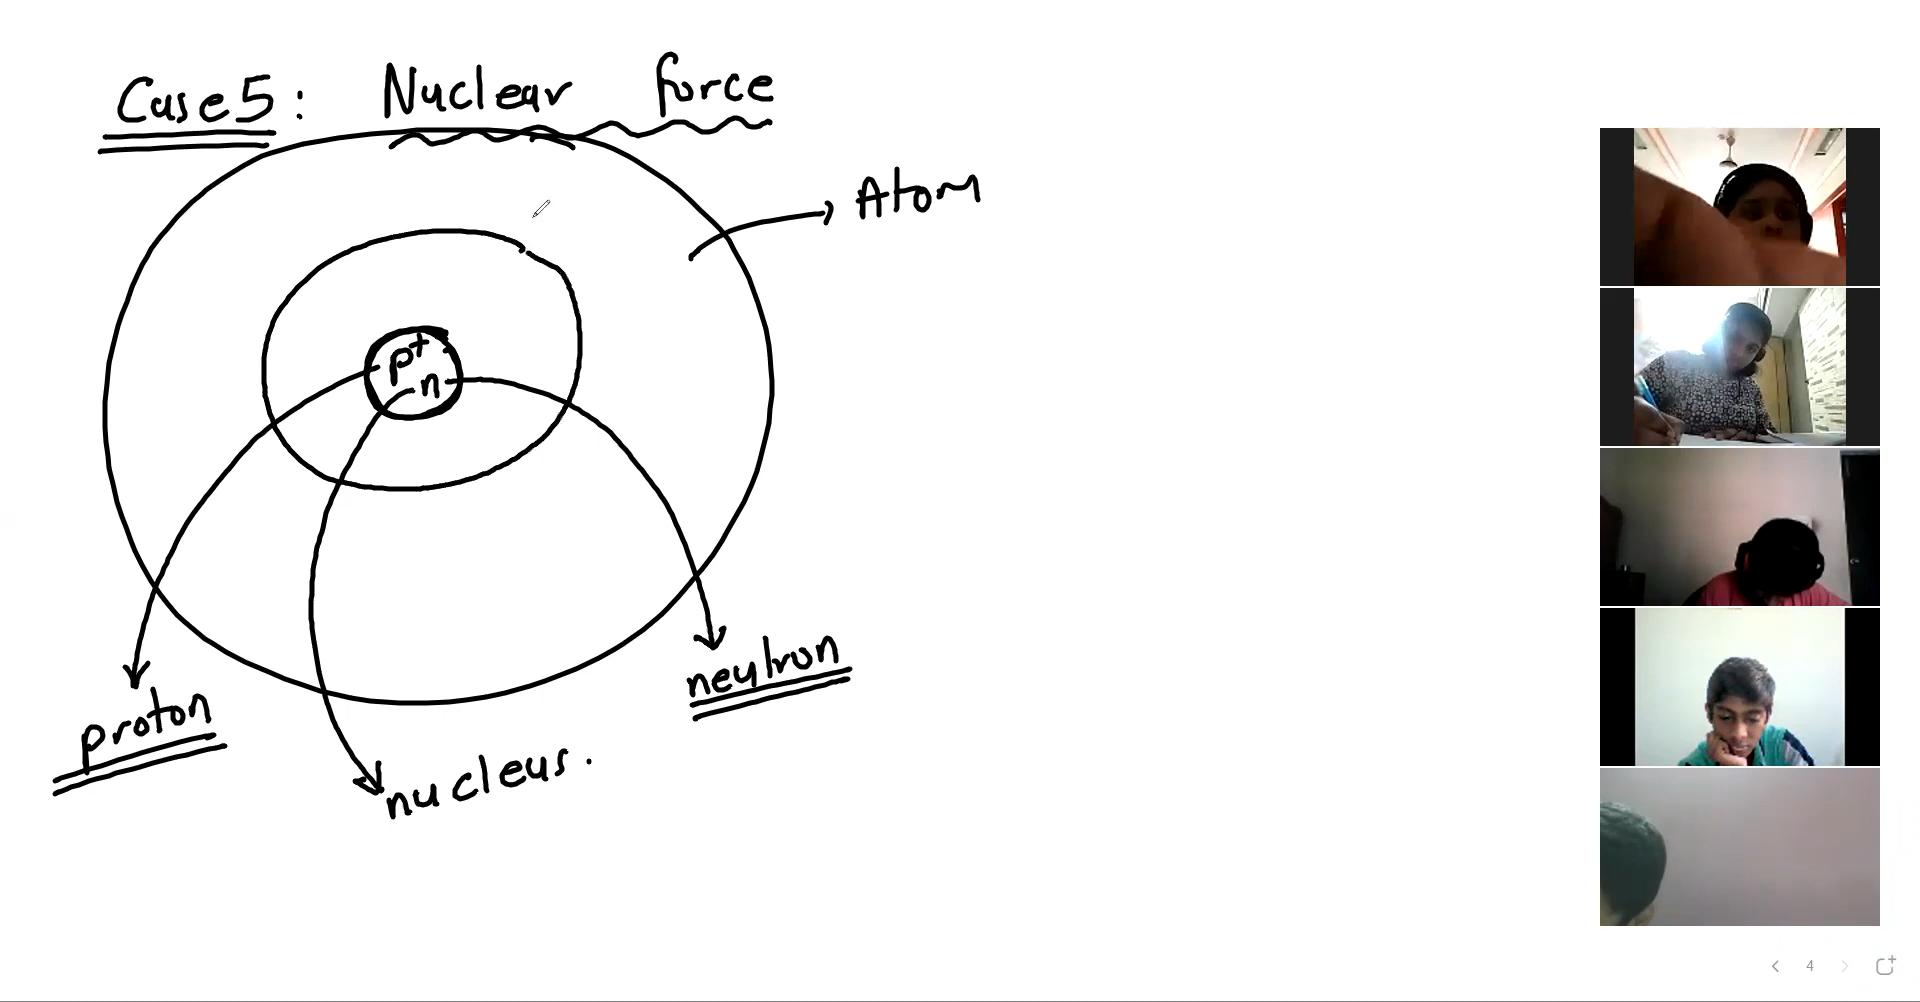 Case5: Nuclear force
Atom
p+
n
neutron
proton
nucleus.
4